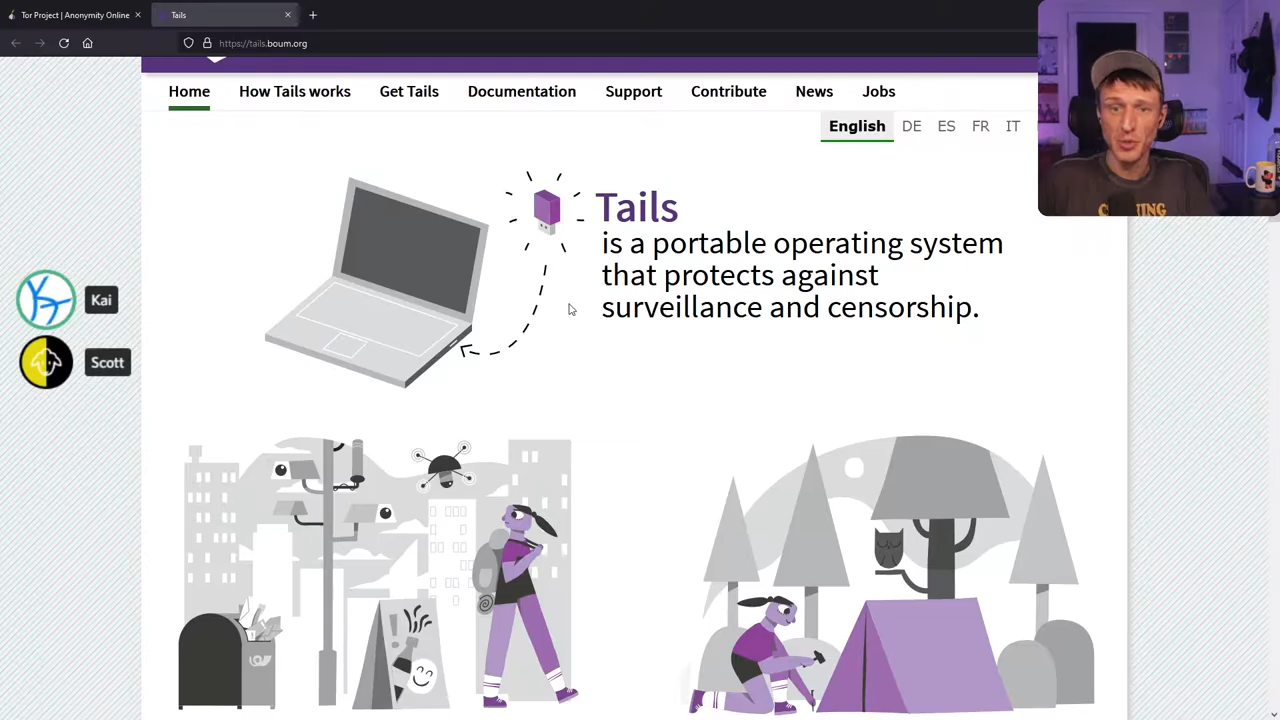 Tor Project | Anonymity Online
Tails
https://tails.boum.org
Home
How Tails works
Get Tails
Documentation
Support
Contribute
News
Jobs
English
DE
ES
FR
IT
Tails
is a portable operating system
that protects against
surveillance and censorship.
Kai
Scott